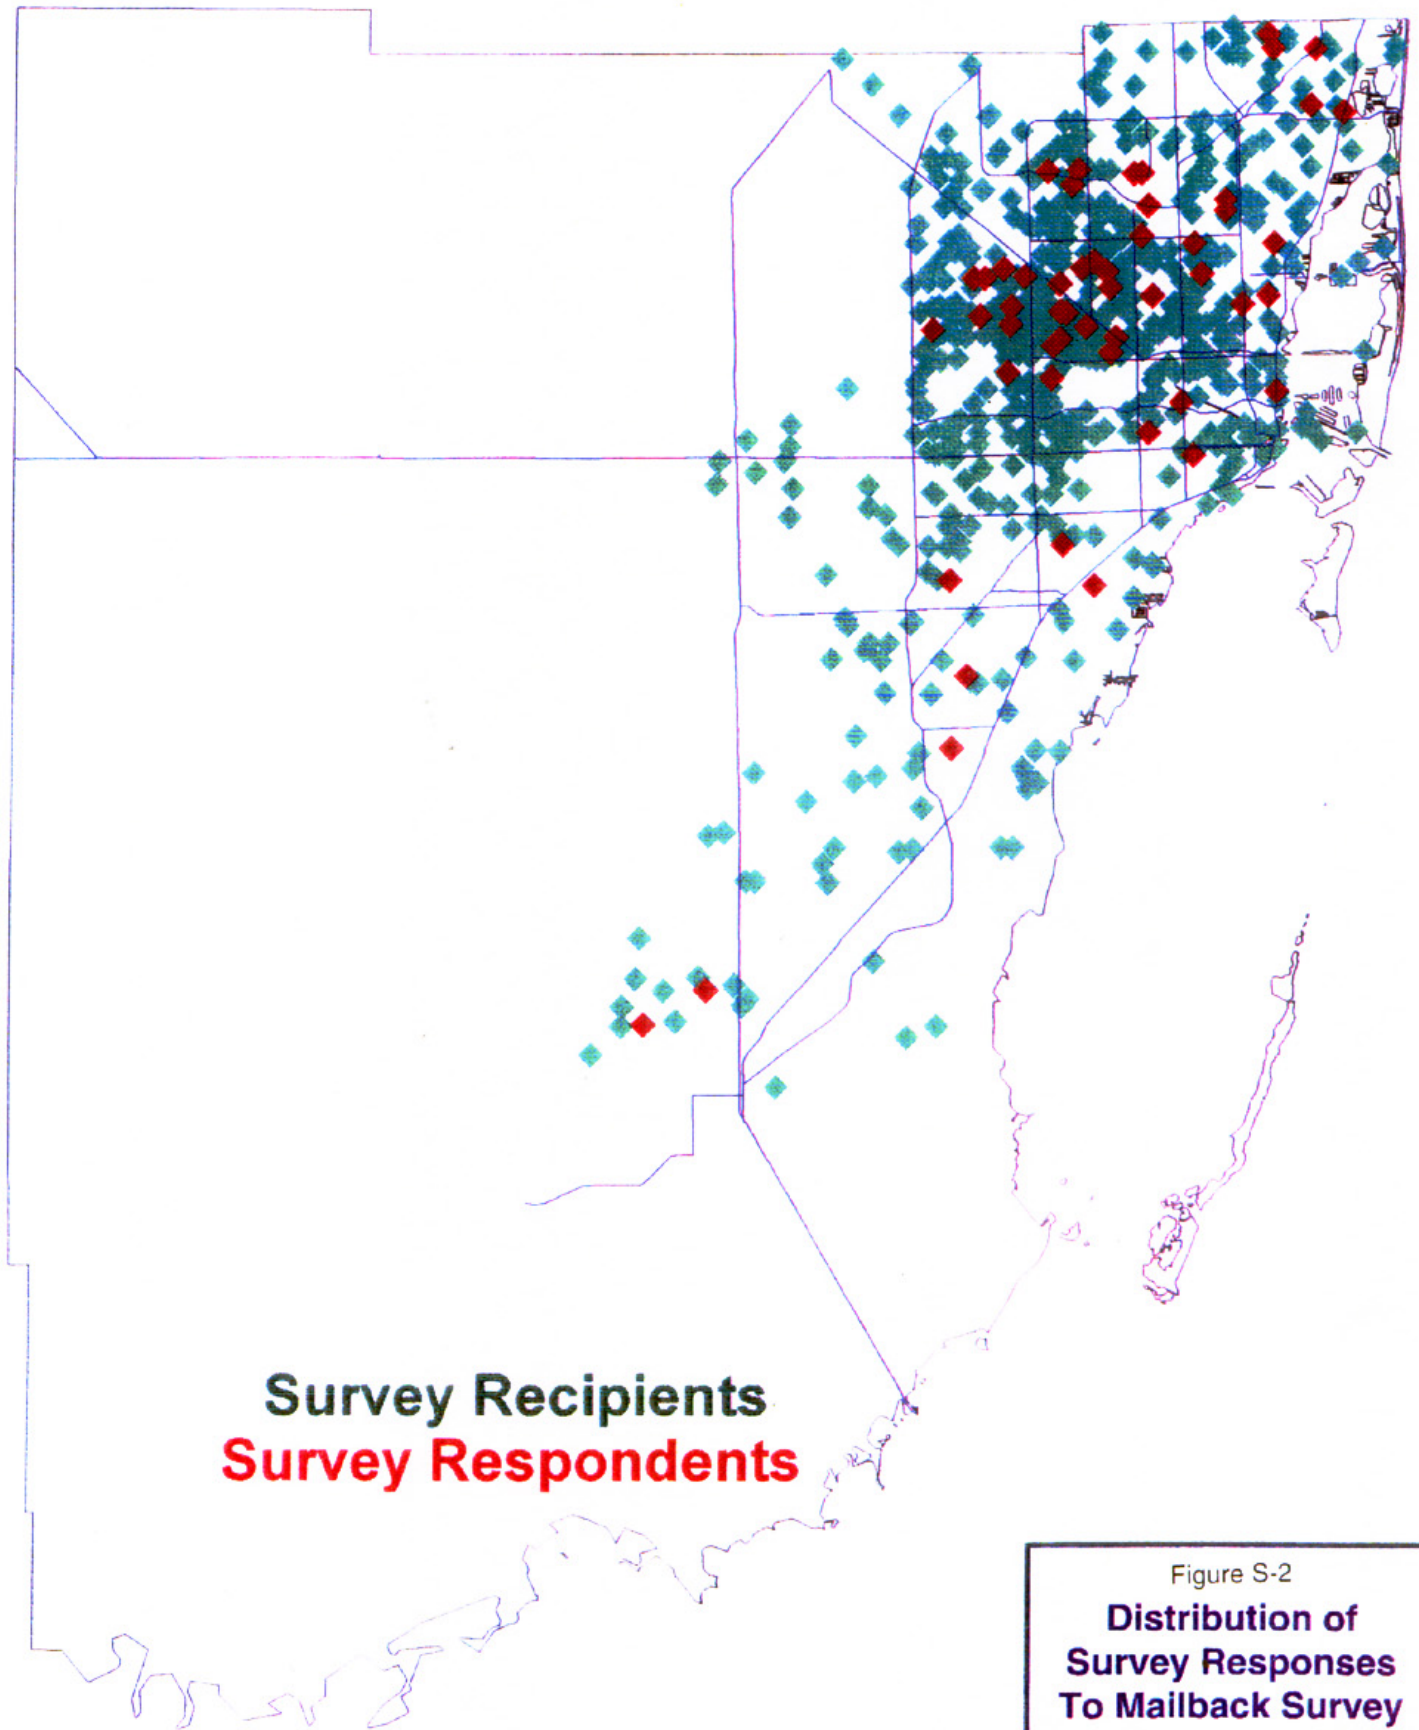 Survey Recipients
Survey Respondents
Figure S-2
Distribution of
Survey Responses
To Mailback Survey